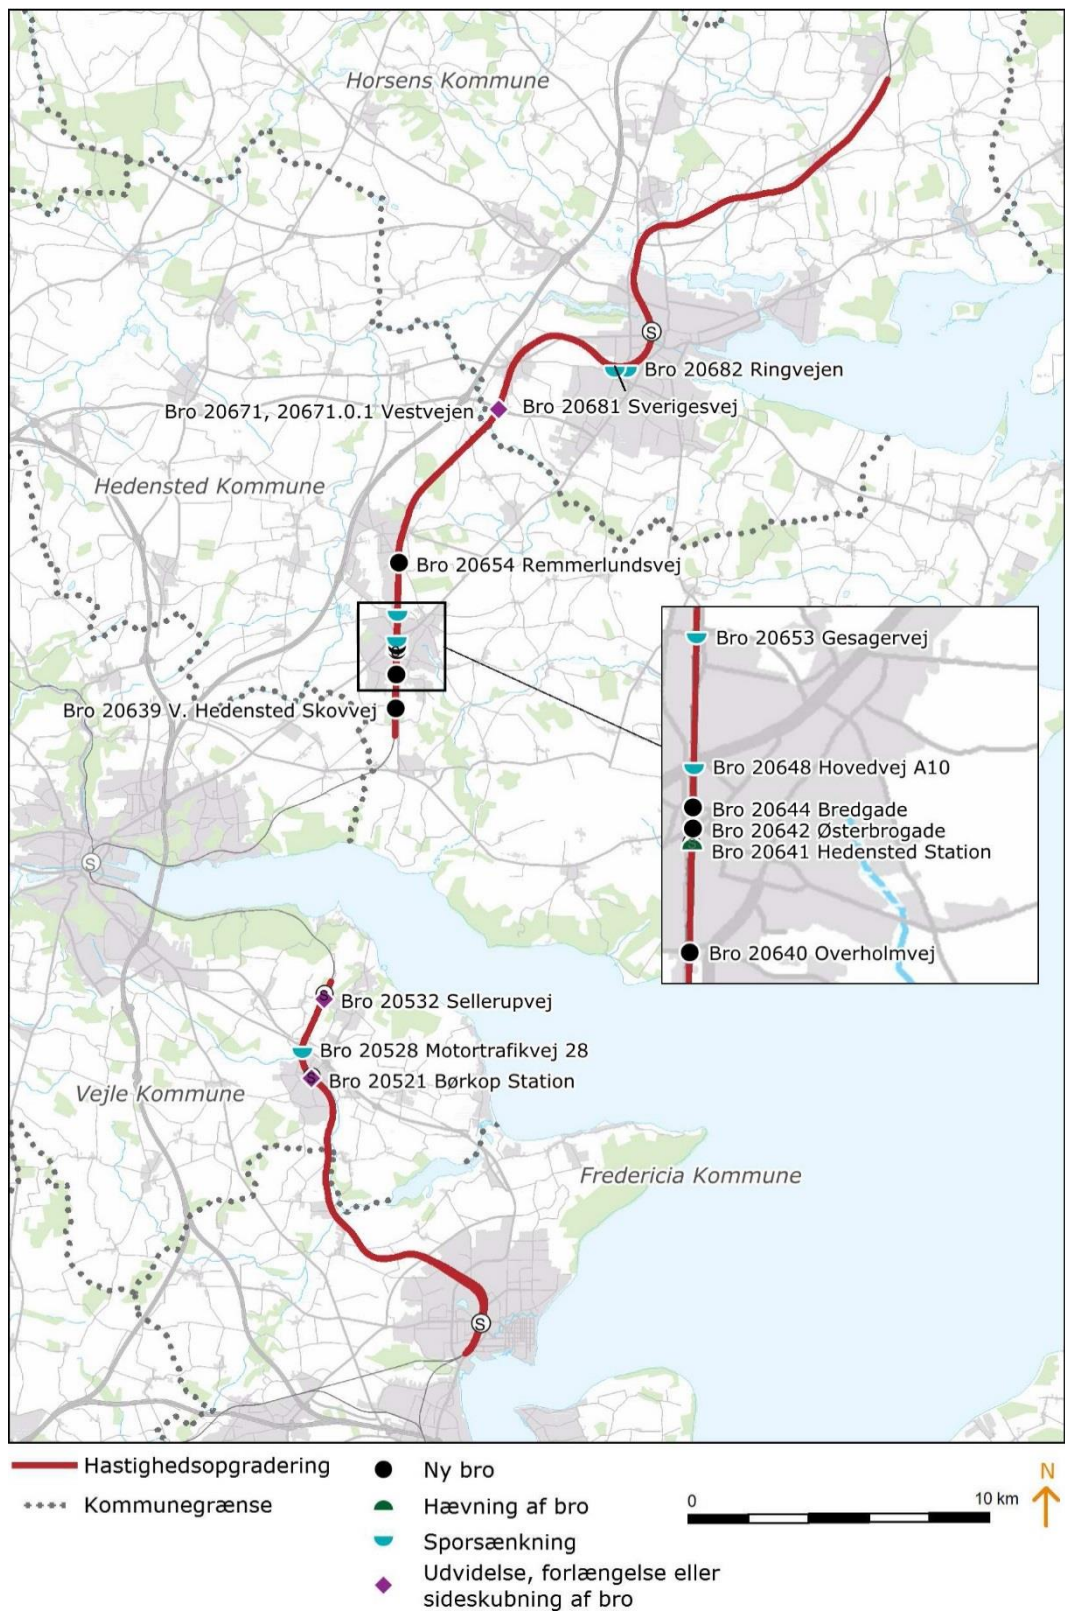 Horsens Kommune
S
Bro 20682 Ringvejen
Bro 20671, 20671.0.1 Vestvejen
Bro 20681 Sverigesvej
Hedensted Kommune
Bro 20654 Remmerlundsvej
Bro 20653 Gesagervej
Bro 20639 V. Hedensted Skovvej
Bro 20648 Hovedvej A10
Bro 20644 Bredgade
Bro 20642 Østerbrogade
Bro 20641 Hedensted Station
S
Bro 20640 Overholmvej
S
Bro 20532 Sellerupvej
Bro 20528 Motortrafikvej 28
S
Bro 20521 Børkop Station
Vejle Kommune
Fredericia Kommune
S
Hastighedsopgradering
Kommunegrænse
Ny bro
Hævning af bro
Sporsænkning
Udvidelse, forlængelse eller
sideskubning af bro
0
10 km
N